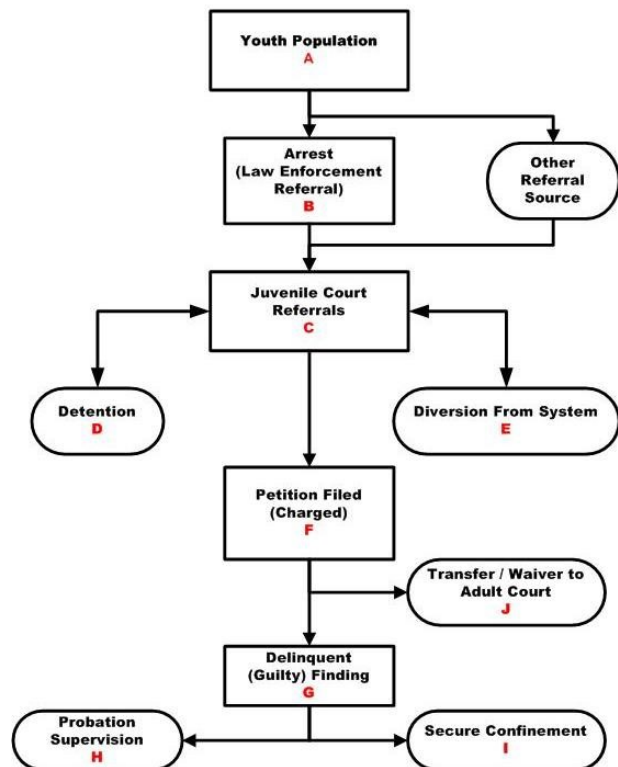 Youth Population
A
Arrest
(Law Enforcement
Referral)
B
Other
Referral
Source
Juvenile Court
Referrals
C
Detention
D
Diversion From System
E
Petition Filed
(Charged)
F
Transfer / Waiver to
Adult Court
J
Delinquent
(Guilty) Finding
G
Probation
Supervision
H
Secure Confinement
I